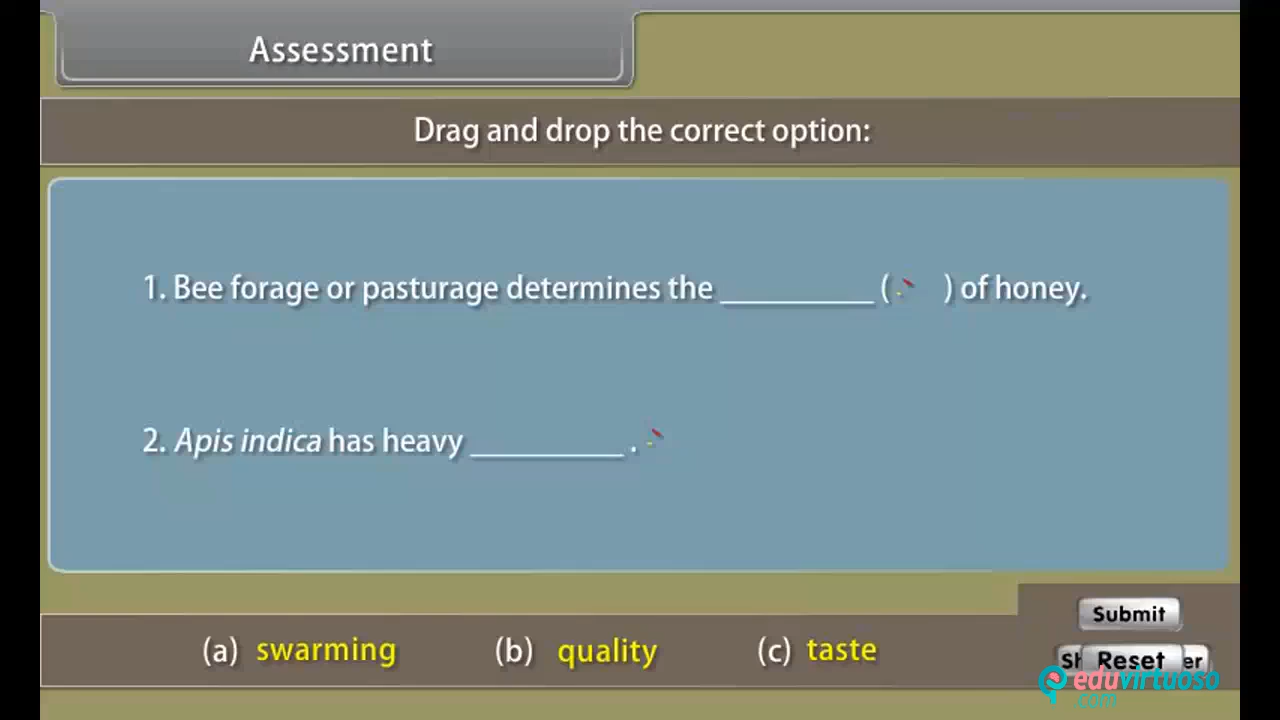 Assessment
Drag and drop the correct option:
1. Bee forage or pasturage determines the __________ ( ) of honey.
2. Apis indica has heavy __________ .
(a) swarming (b) quality (c) taste
Submit
Reset
eduvirtuoso
.com